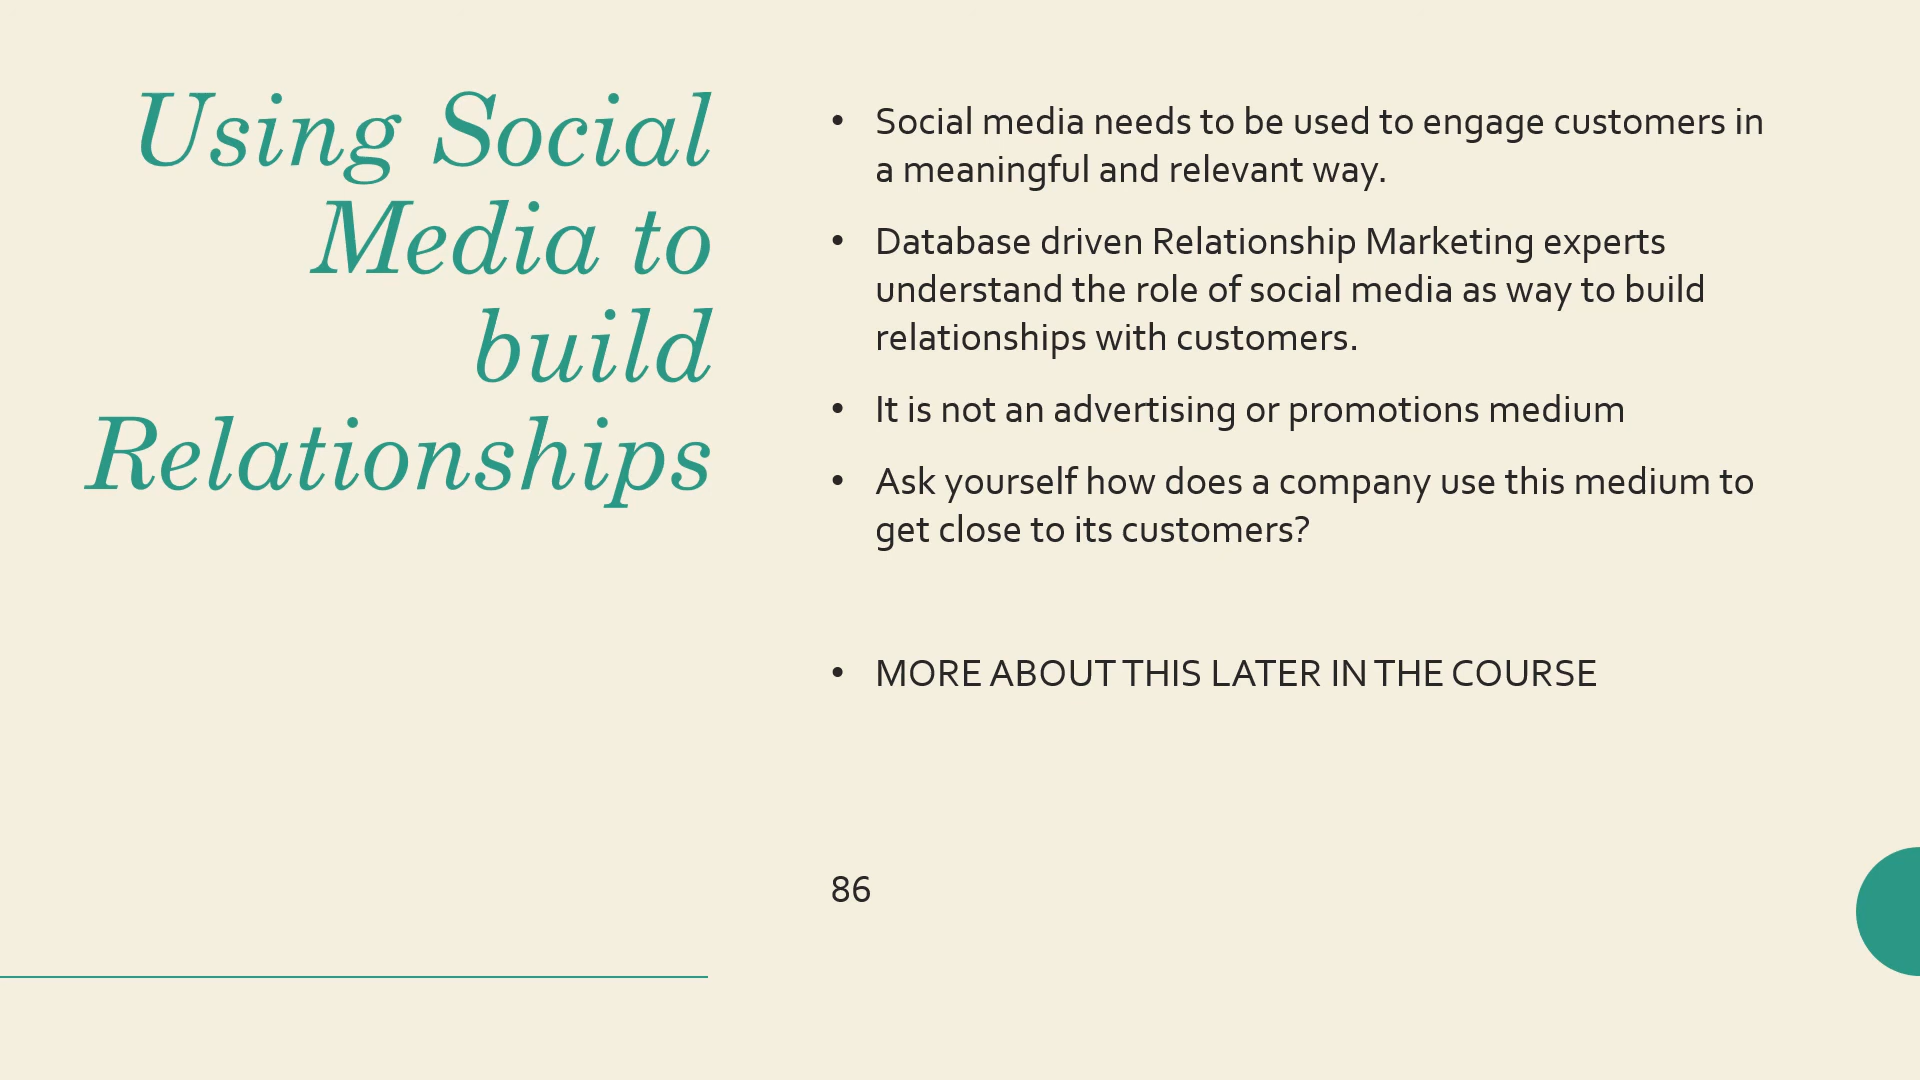 Using Social
Media to
build
Relationships
• Social media needs to be used to engage customers in
a meaningful and relevant way.
• Database driven Relationship Marketing experts
understand the role of social media as way to build
relationships with customers.
• It is not an advertising or promotions medium
• Ask yourself how does a company use this medium to
get close to its customers?
• MORE ABOUT THIS LATER IN THE COURSE
86